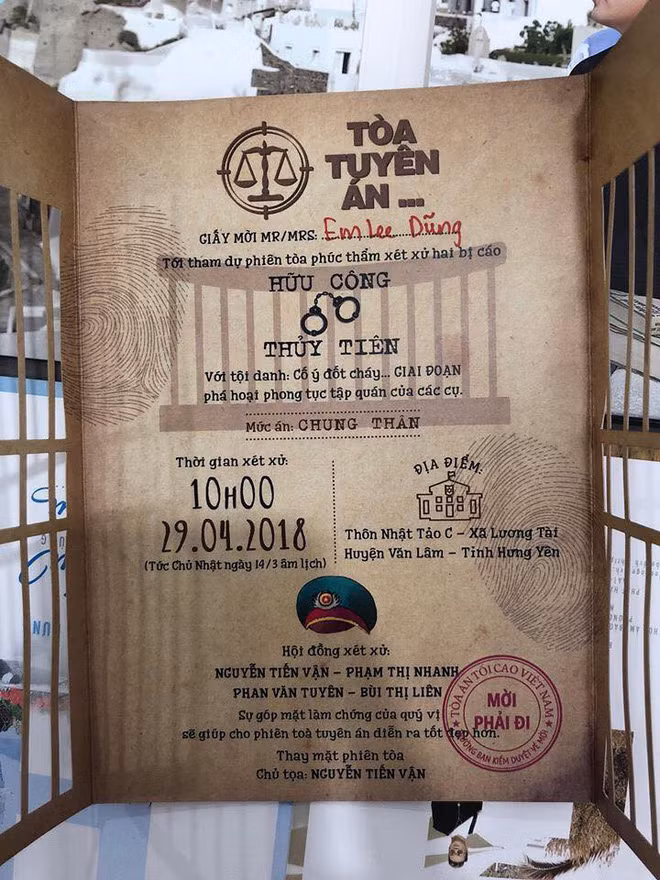 TÒA
TUYÊN
ÁN ...
GIẤY MỜI MR/MRS: Em Lee Dũng
Tới tham dự phiên tòa phúc thẩm xét xử hai bị cáo
HỮU CÔNG
THỦY TIÊN
Với tội danh: Cố ý đốt cháy... GIAI ĐOẠN
phá hoại phong tục tập quán của các cụ.
Mức án: CHUNG THÂN
Thời gian xét xử:
10H00
29.04.2018
(Tức Chủ Nhật ngày 14/3 âm lịch)
ĐỊA ĐIỂM:
Thôn Nhật Tảo C – Xã Lương Tài
Huyện Văn Lâm – Tỉnh Hưng Yên
Hội đồng xét xử:
NGUYỄN TIẾN VẬN – PHẠM THỊ NHANH
PHAN VĂN TUYÊN – BÙI THỊ LIÊN
Sự góp mặt làm chứng của quý vị
sẽ giúp cho phiên toà tuyên án diễn ra tốt đẹp hơn.
Thay mặt phiên tòa
Chủ tọa: NGUYỄN TIẾN VẬN
TÒA ÁN TỐI CAO VIỆT NAM
MỜI
PHẢI ĐI
BAN KIỂM DUYỆT VÉ MỜI